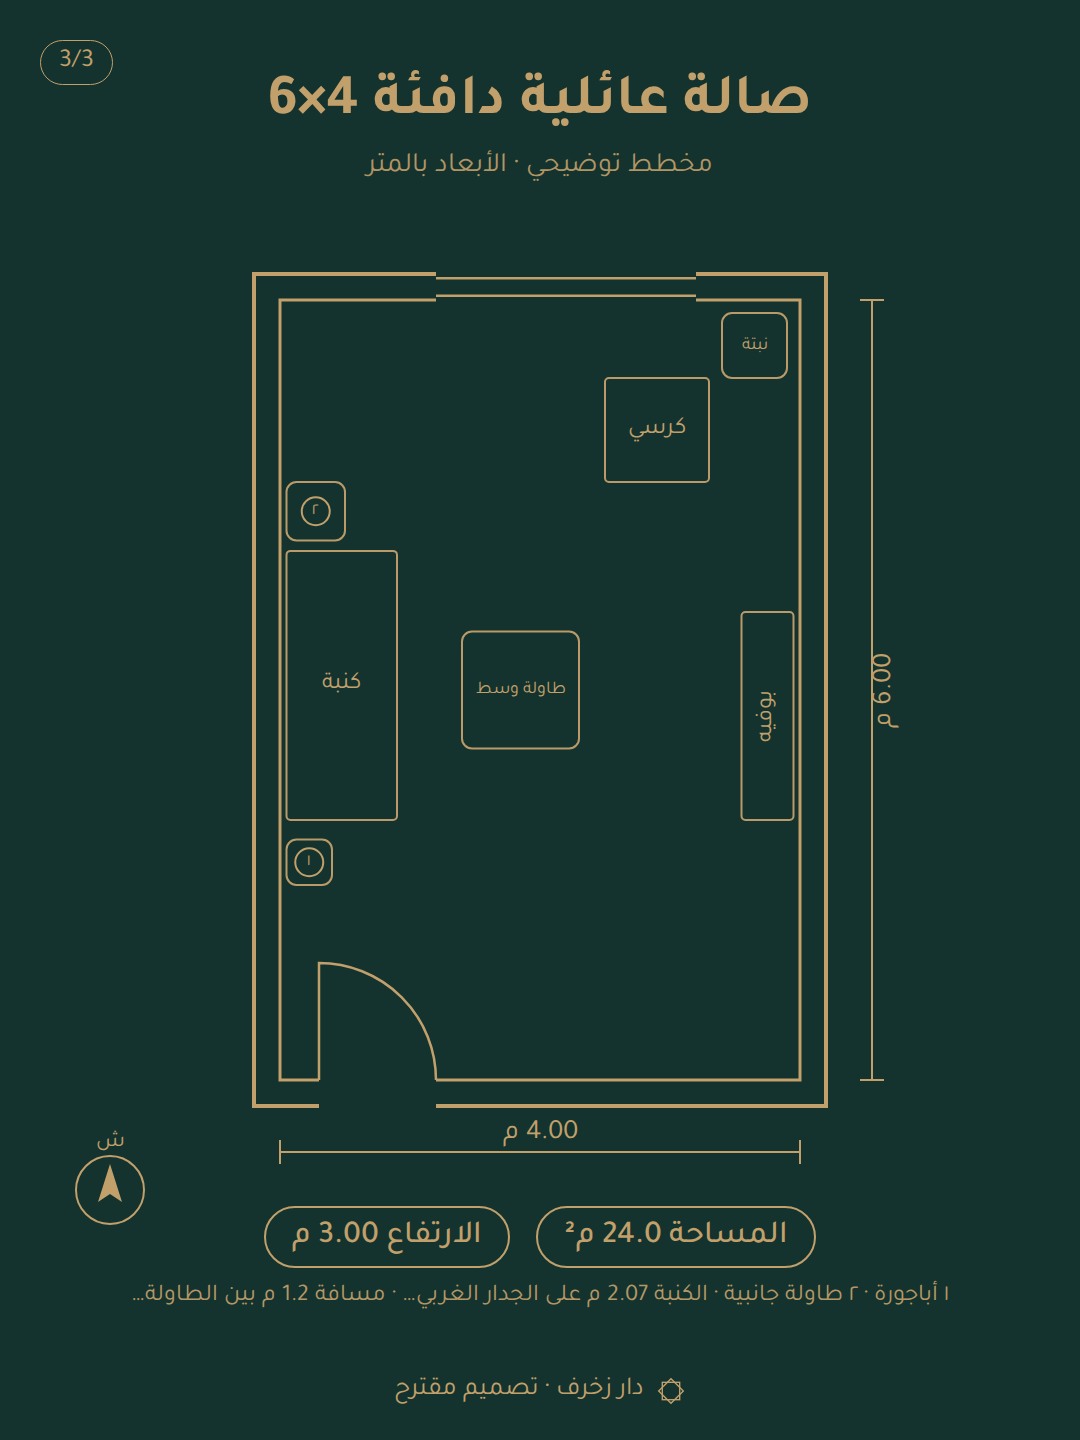 3/3
صالة عائلية دافئة 4×6
مخطط توضيحي · الأبعاد بالمتر
نبتة
كرسي
٢
كنبة
طاولة وسط
بوفيه
6.00 م
١
4.00 م
ش
المساحة 24.0 م²
الارتفاع 3.00 م
١ أباجورة · ٢ طاولة جانبية · الكنبة 2.07 م على الجدار الغربي... · مسافة 1.2 م بين الطاولة...
دار زخرف · تصميم مقترح